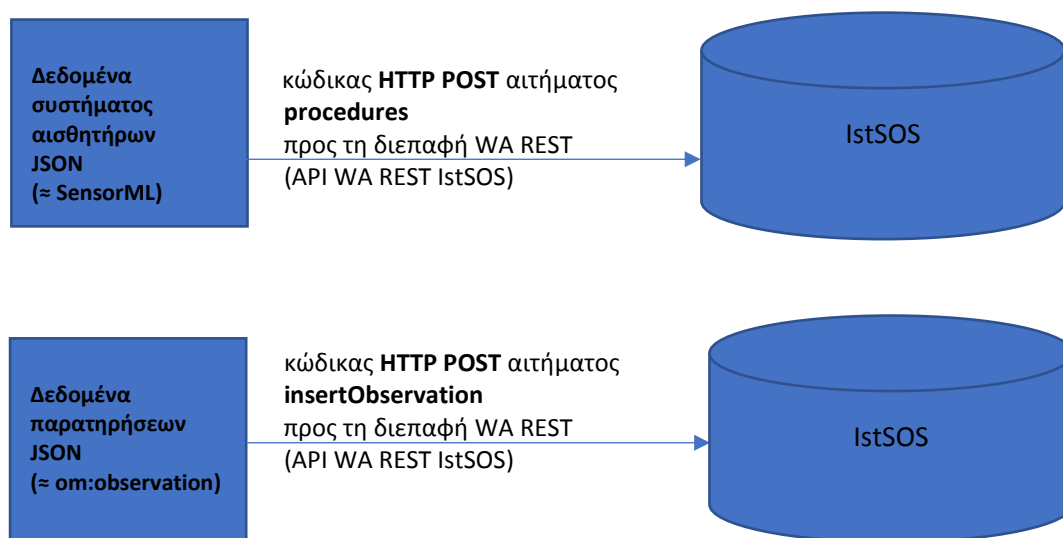 Δεδομένα
συστήματος
αισθητήρων
JSON
(≈ SensorML)
κώδικας HTTP POST αιτήματος
procedures
προς τη διεπαφή WA REST
(API WA REST IstSOS)
IstSOS
Δεδομένα
παρατηρήσεων
JSON
(≈ om:observation)
κώδικας HTTP POST αιτήματος
insertObservation
προς τη διεπαφή WA REST
(API WA REST IstSOS)
IstSOS